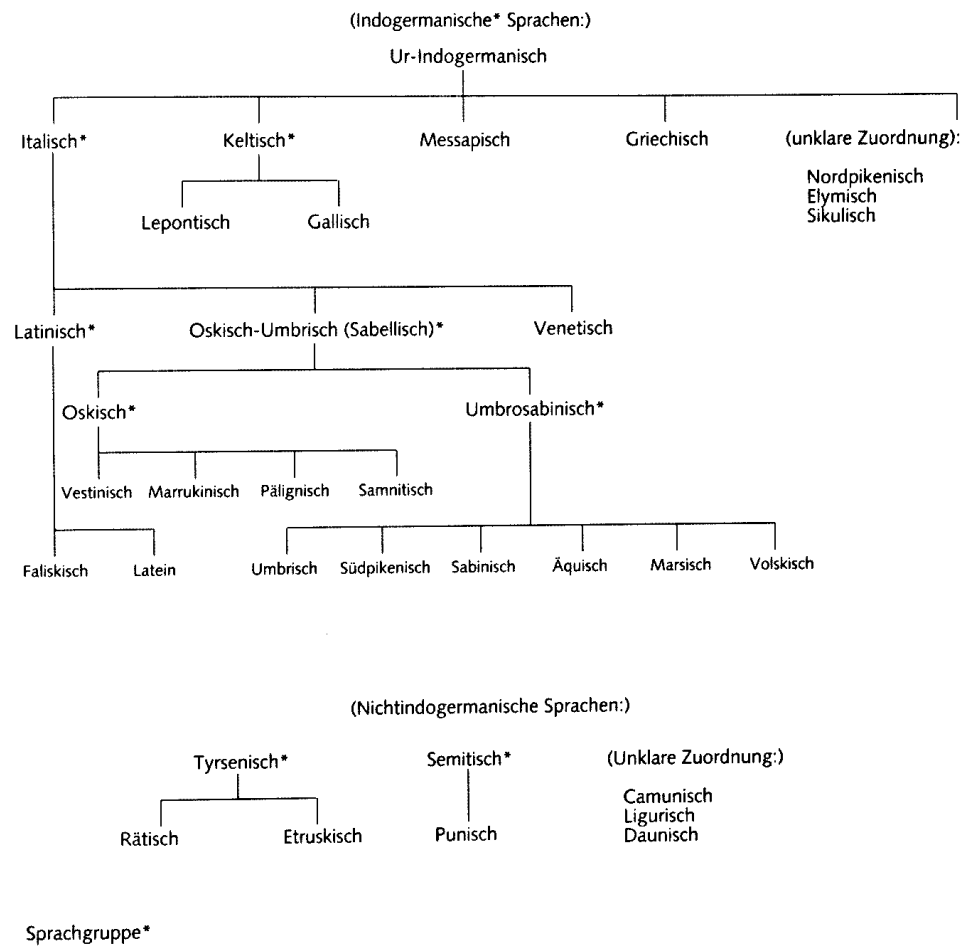 (Indogermanische* Sprachen:)
Ur-Indogermanisch
Italisch* Keltisch* Messapisch Griechisch (unklare Zuordnung):
Nordpikenisch
Elymisch
Sikulisch
Lepontisch Gallisch
Latinisch* Oskisch-Umbrisch (Sabellisch)* Venetisch
Oskisch* Umbrosabinisch*
Vestinisch Marrukinisch Pälignisch Samnitisch
Faliskisch Latein Umbrisch Südpikenisch Sabinisch Äquisch Marsisch Volskisch
(Nichtindogermanische Sprachen:)
Tyrsenisch* Semitisch* (Unklare Zuordnung:)
Camunisch
Ligurisch
Daunisch
Rätisch Etruskisch Punisch
Sprachgruppe*